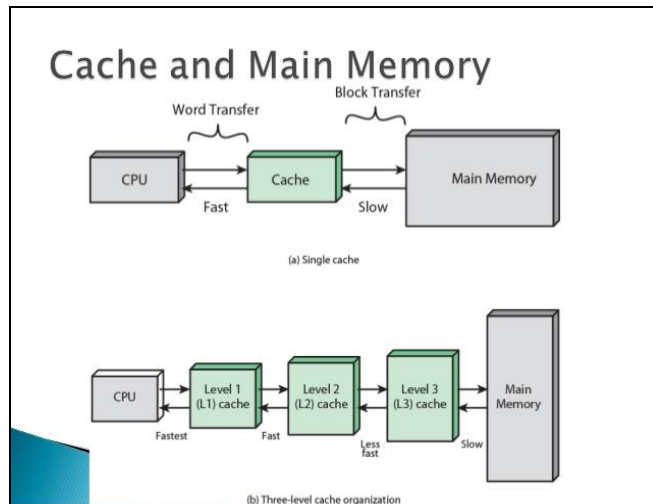 Cache and Main Memory
Block Transfer
Word Transfer
CPU
Cache
Main Memory
Fast
Slow
(a) Single cache
CPU
Level 1
(L1) cache
Level 2
(L2) cache
Level 3
(L3) cache
Main
Memory
Fastest
Fast
Less
fast
Slow
(b) Three-level cache organization